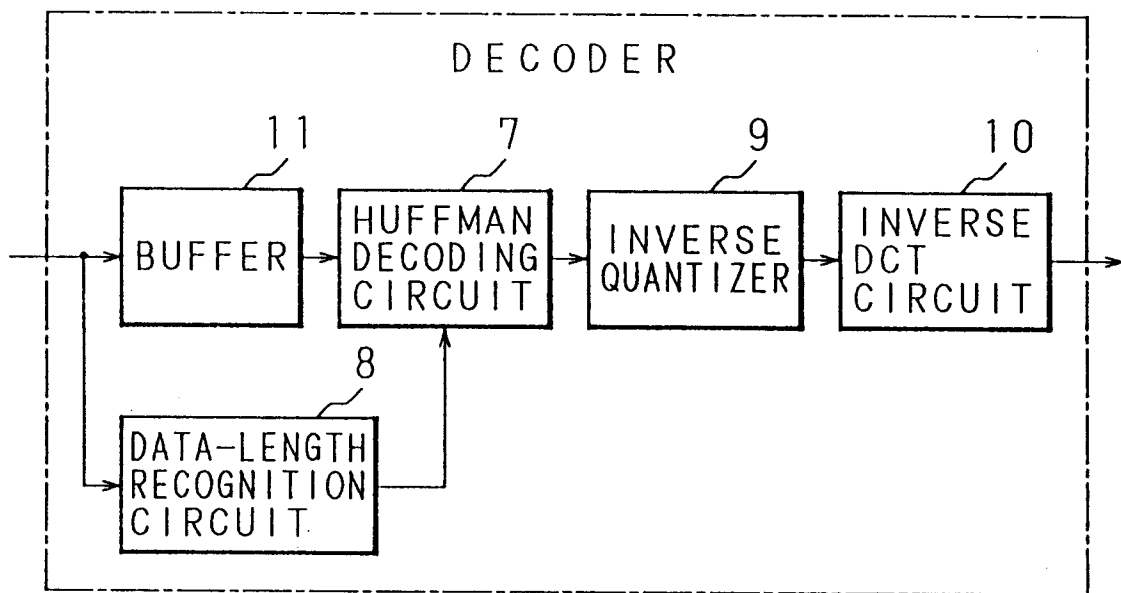 DECODER
11
7
9
10
BUFFER
HUFFMAN
DECODING
CIRCUIT
INVERSE
QUANTIZER
INVERSE
DCT
CIRCUIT
8
DATA-LENGTH
RECOGNITION
CIRCUIT